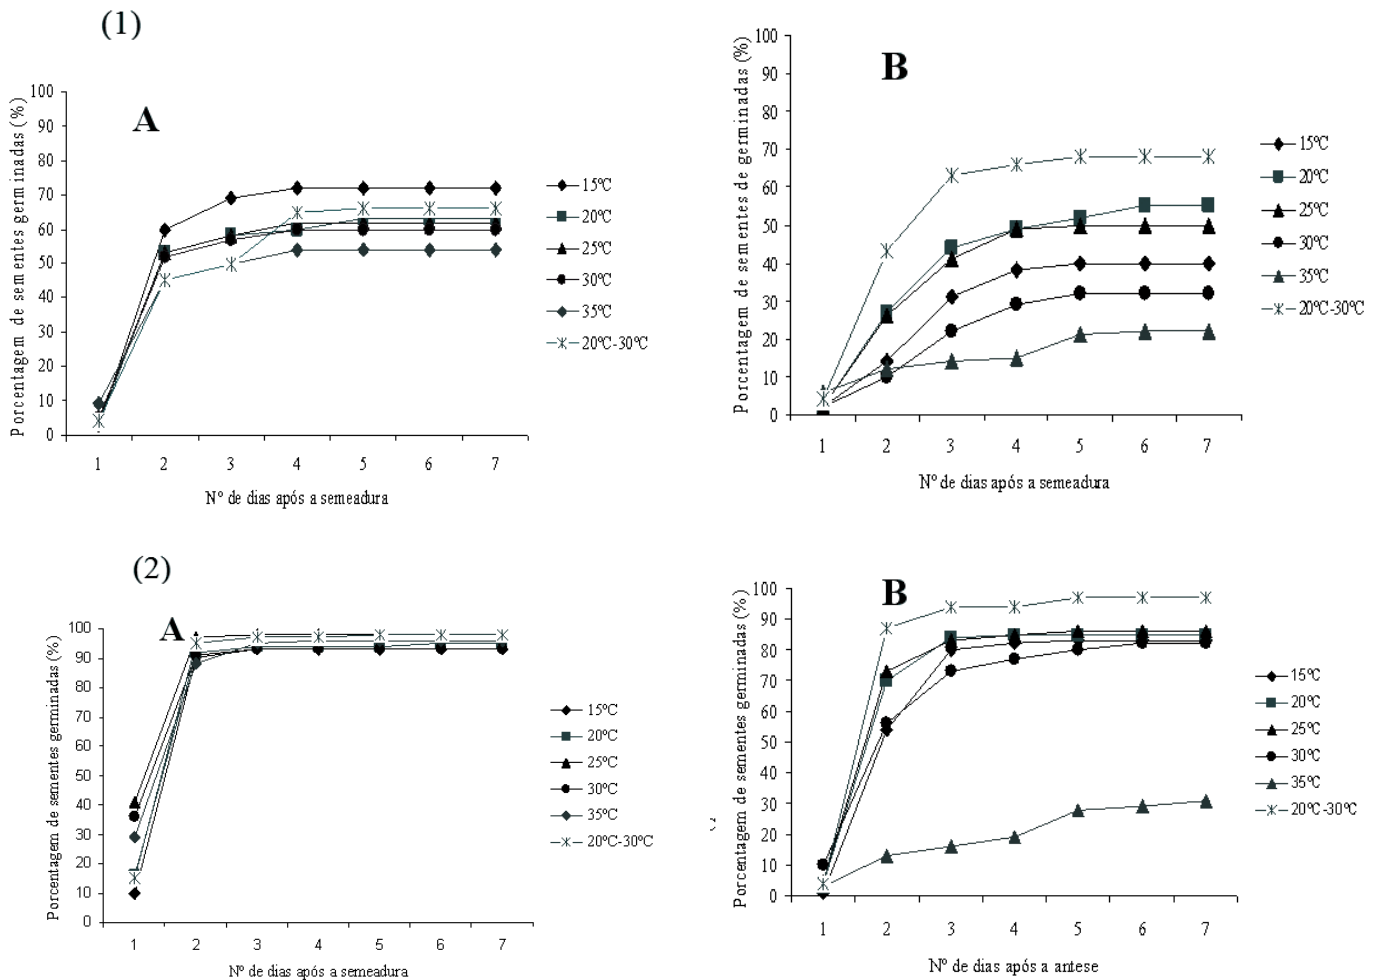 (1)
A
Porcentagem de sementes germinadas (%)
100
90
80
70
60
50
40
30
20
10
0
1 2 3 4 5 6 7
Nº de dias após a semeadura
15ºC
20ºC
25ºC
30ºC
35ºC
20ºC-30ºC
B
Porcentagem de sementes de germinadas (%)
100
90
80
70
60
50
40
30
20
10
0
1 2 3 4 5 6 7
Nº de dias após a semeadura
15ºC
20ºC
25ºC
30ºC
35ºC
20ºC-30ºC
(2)
A
Porcentagem de sementes germinadas (%)
100
90
80
70
60
50
40
30
20
10
0
1 2 3 4 5 6 7
Nº de dias após a semeadura
15ºC
20ºC
25ºC
30ºC
35ºC
20ºC-30ºC
B
Porcentagem de sementes germinadas (%)
100
90
80
70
60
50
40
30
20
10
0
1 2 3 4 5 6 7
Nº de dias após a antese
15ºC
20ºC
25ºC
30ºC
35ºC
20ºC-30ºC